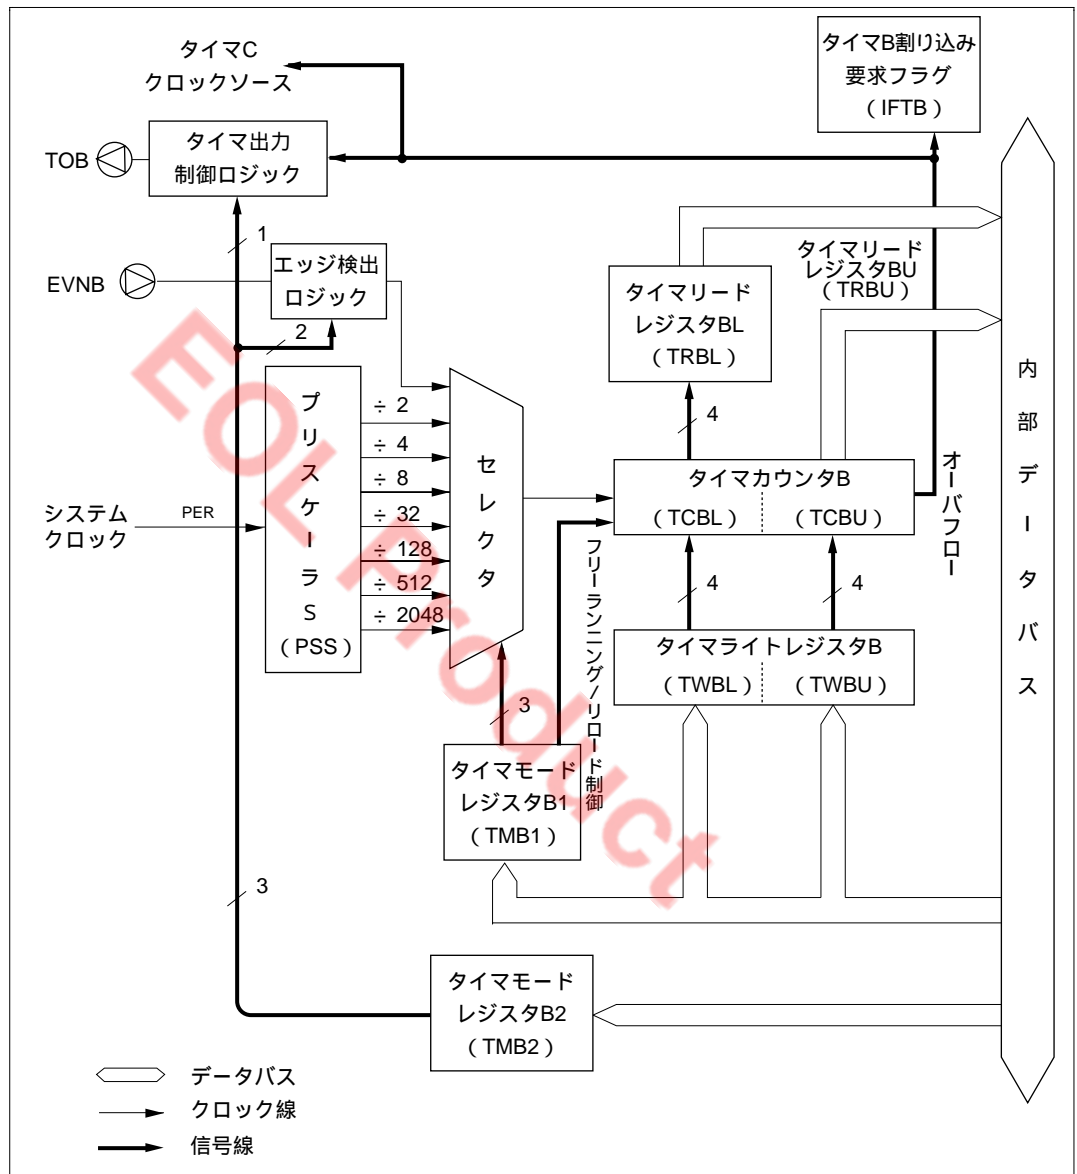 タイマC
クロックソース
タイマB割り込み
要求フラグ
(IFTB)
TOB
タイマ出力
制御ロジック
1
EVNB
エッジ検出
ロジック
2
タイマリード
レジスタBL
(TRBL)
タイマリード
レジスタBU
(TRBU)
内部データバス
プリスケーラS
(PSS)
÷ 2
÷ 4
÷ 8
÷ 32
÷ 128
÷ 512
÷ 2048
セレクタ
4
システム
クロック
PER
タイマカウンタB
(TCBL)
(TCBU)
オーバフロー
フリーランニング/リロード制御
4
4
タイマライトレジスタB
(TWBL)
(TWBU)
3
タイマモード
レジスタB1
(TMB1)
3
タイマモード
レジスタB2
(TMB2)
データバス
クロック線
信号線
EOL Product